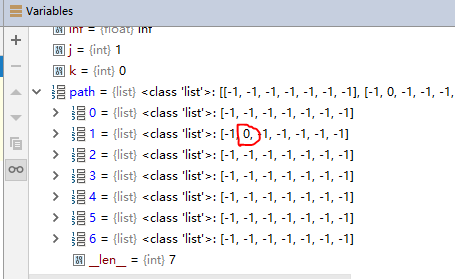 Variables
inf = {float} inf
j = {int} 1
k = {int} 0
path = {list} <class 'list'>: [[-1, -1, -1, -1, -1, -1, -1], [-1, 0, -1, -1, -1,
0 = {list} <class 'list'>: [-1, -1, -1, -1, -1, -1, -1]
1 = {list} <class 'list'>: [-1, 0, -1, -1, -1, -1, -1]
2 = {list} <class 'list'>: [-1, -1, -1, -1, -1, -1, -1]
3 = {list} <class 'list'>: [-1, -1, -1, -1, -1, -1, -1]
4 = {list} <class 'list'>: [-1, -1, -1, -1, -1, -1, -1]
5 = {list} <class 'list'>: [-1, -1, -1, -1, -1, -1, -1]
6 = {list} <class 'list'>: [-1, -1, -1, -1, -1, -1, -1]
__len__ = {int} 7